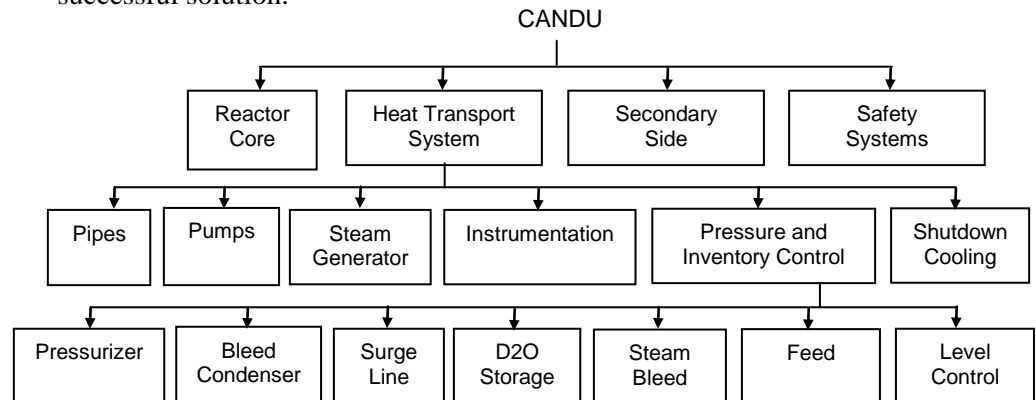 successful solution.
CANDU
Reactor
Core
Heat Transport
System
Secondary
Side
Safety
Systems
Pipes
Pumps
Steam
Generator
Instrumentation
Pressure and
Inventory Control
Shutdown
Cooling
Pressurizer
Bleed
Condenser
Surge
Line
D2O
Storage
Steam
Bleed
Feed
Level
Control